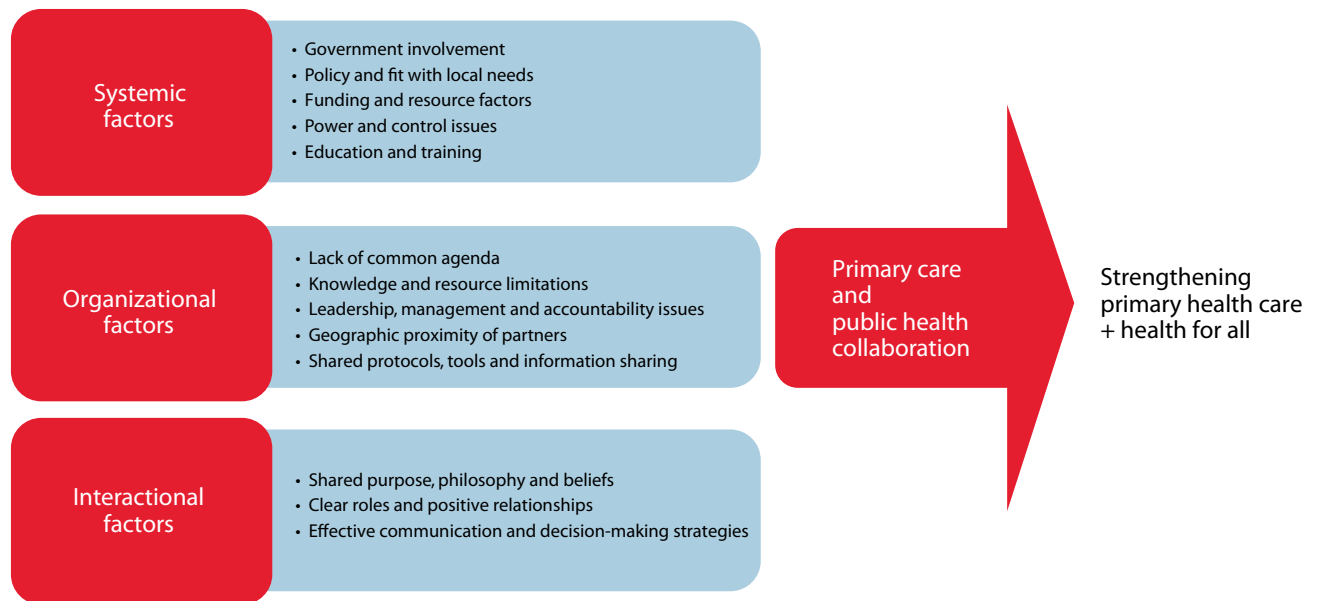 Systemic
factors
• Government involvement
• Policy and fit with local needs
• Funding and resource factors
• Power and control issues
• Education and training
Organizational
factors
• Lack of common agenda
• Knowledge and resource limitations
• Leadership, management and accountability issues
• Geographic proximity of partners
• Shared protocols, tools and information sharing
Interactional
factors
• Shared purpose, philosophy and beliefs
• Clear roles and positive relationships
• Effective communication and decision-making strategies
Primary care
and
public health
collaboration
Strengthening
primary health care
+ health for all